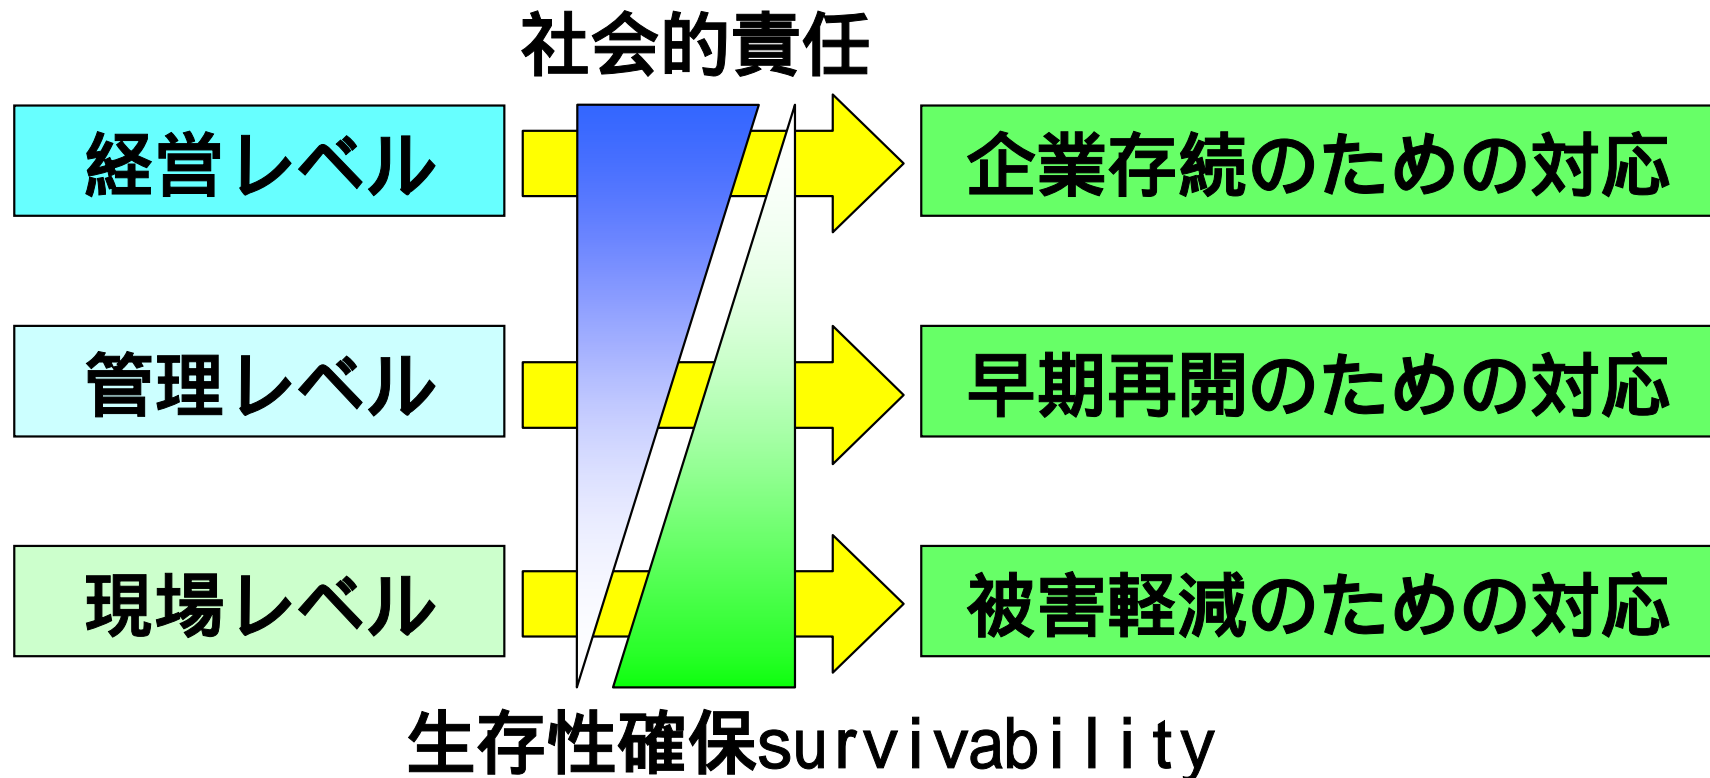 社会的責任
経営レベル
企業存続のための対応
管理レベル
早期再開のための対応
現場レベル
被害軽減のための対応
生存性確保survivability